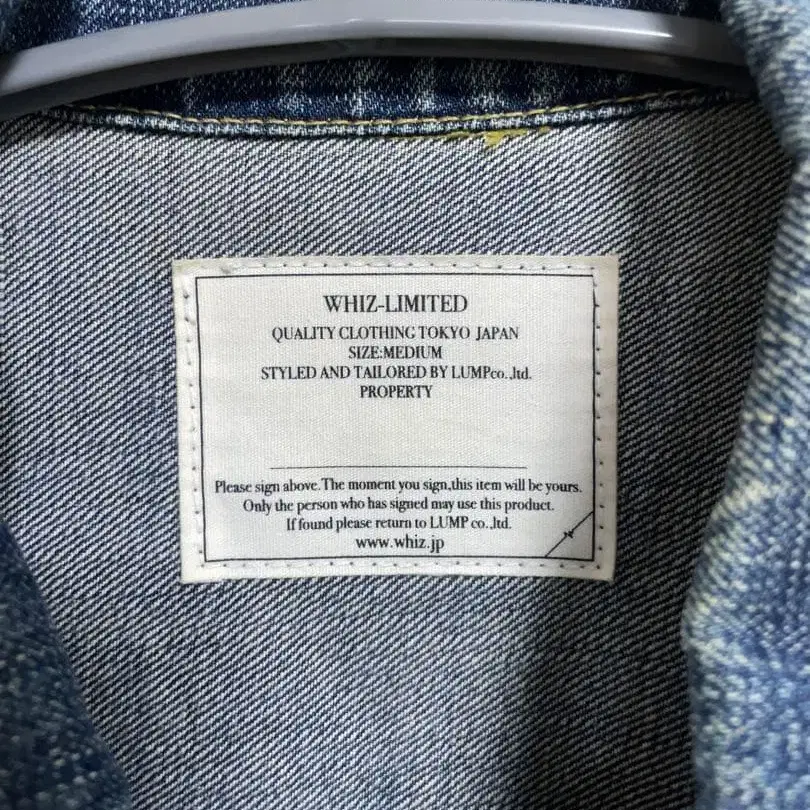 WHIZ-LIMITED
QUALITY CLOTHING TOKYO JAPAN
SIZE:MEDIUM
STYLED AND TAILORED BY LUMPco.,ltd.
PROPERTY
Please sign above. The moment you sign,this item will be yours.
Only the person who has signed may use this product.
If found please return to LUMP co.,ltd.
www.whiz.jp